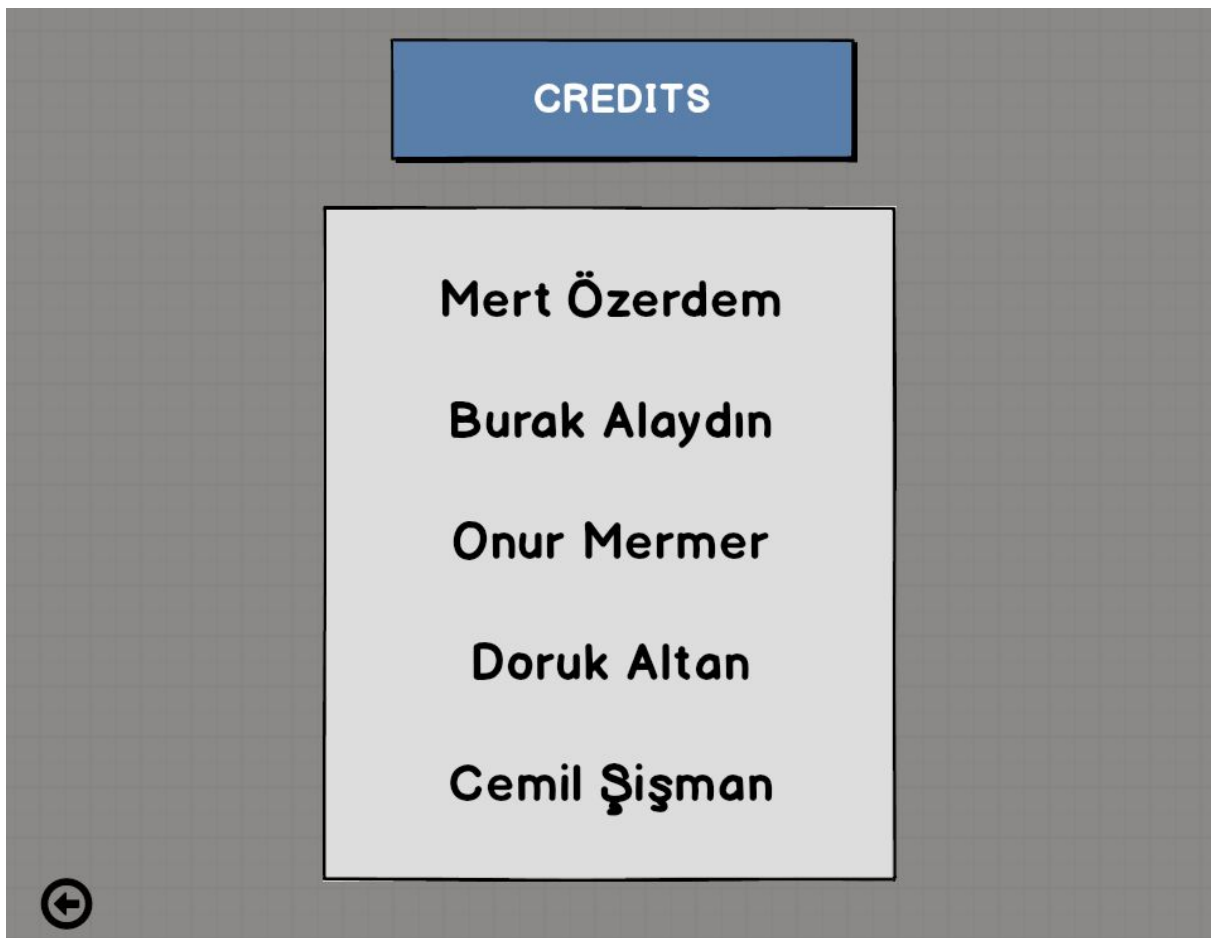 CREDITS
Mert Özerdem
Burak Alaydın
Onur Mermer
Doruk Altan
Cemil Şişman